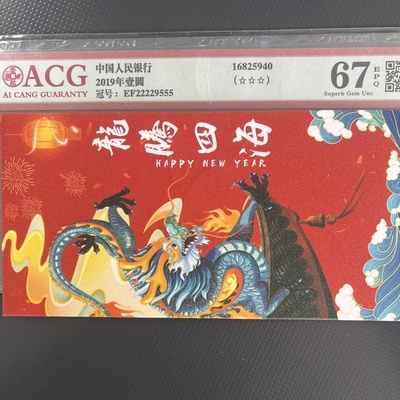 ACG
AI CANG GUARANTY
中国人民银行
2019年壹圆
冠号：EF22229555
16825940
(☆☆☆)
67 EPQ
Superb Gem Unc
龍騰四海
HAPPY NEW YEAR